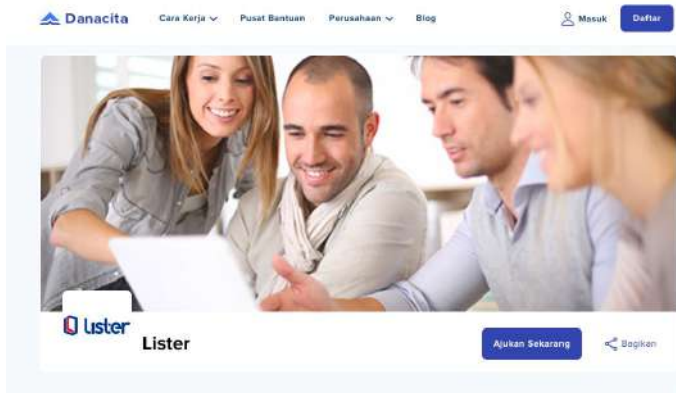 Danacita Cara Kerja Pusat Bantuan Perusahaan Blog Masuk Daftar
Lister
Lister
Ajukan Sekarang Bagikan